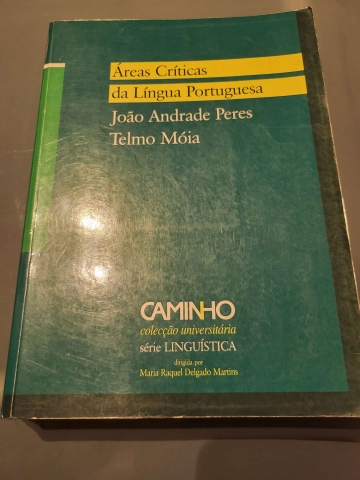 Áreas Críticas
da Língua Portuguesa
João Andrade Peres
Telmo Móia
CAMINHO
colecção universitária
série LINGUÍSTICA
dirigida por
Maria Raquel Delgado Martins